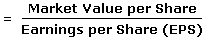 = Market Value per Share
Earnings per Share (EPS)